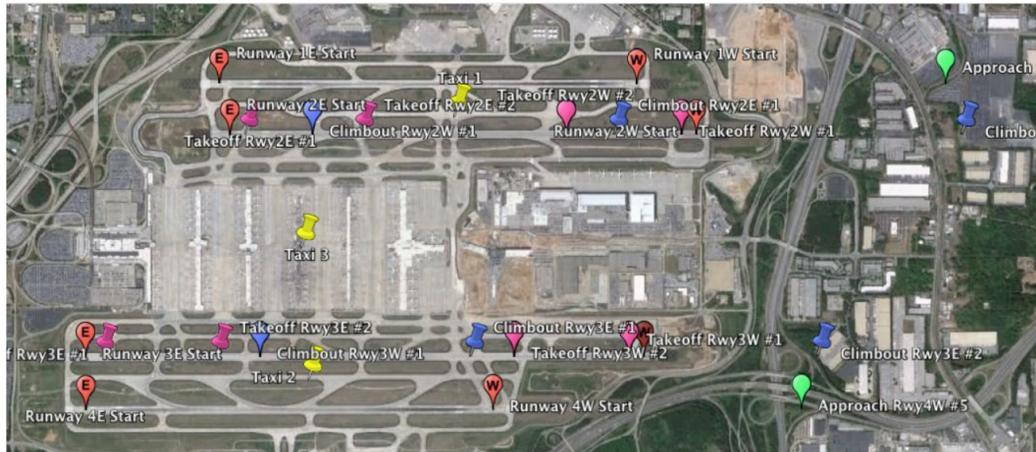 Runway 1E Start
Runway 1W Start
Approach
Taxi 1
Takeoff Rwy2W #2
Runway 2E Start
Takeoff Rwy2E #2
Climbout Rwy2E #1
Takeoff Rwy2E #1
Climbout Rwy2W #1
Runway 2W Start
Takeoff Rwy2W #1
Climbo
Taxi 3
Takeoff Rwy3E #2
Climbout Rwy3E #1
f Rwy3E #1
Runway 3E Start
Climbout Rwy3W #1
Takeoff Rwy3W #2
Takeoff Rwy3W #1
Climbout Rwy3E #2
Taxi 2
Runway 4E Start
Runway 4W Start
Approach Rwy4W #5
E
W
E
W
E
W
E
W